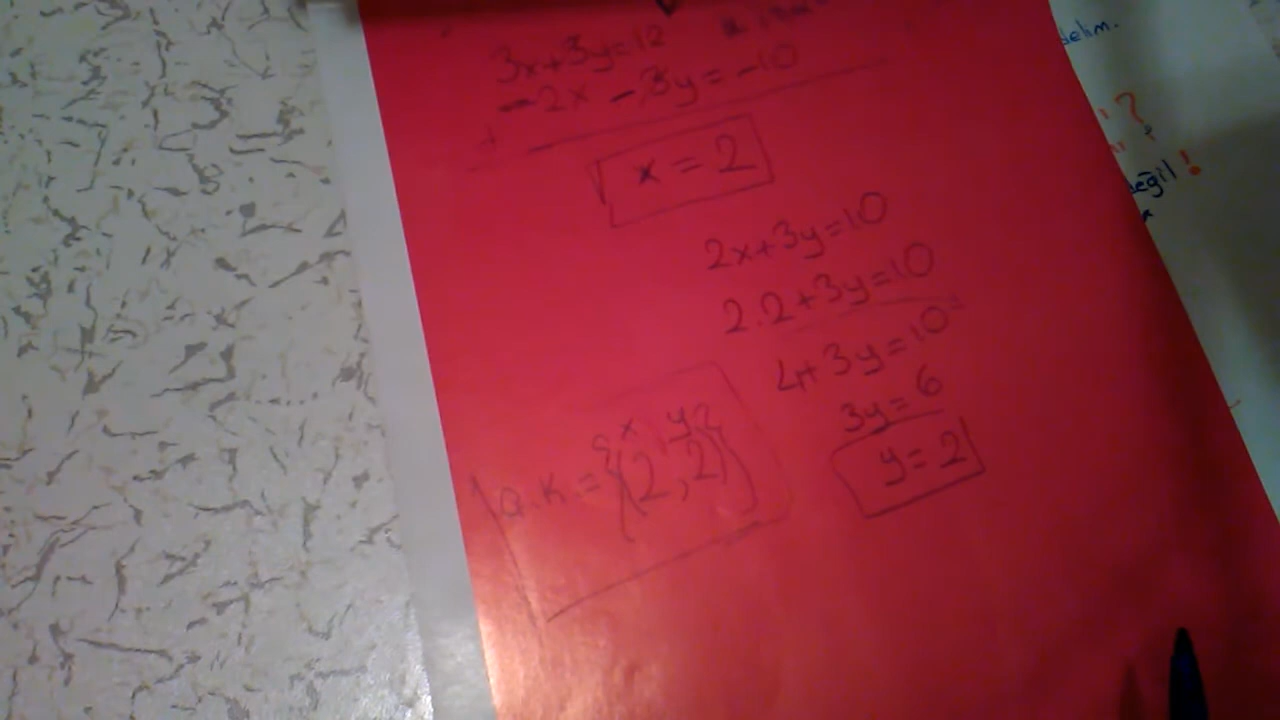 3x+3y=12
-2x -3y=-10
+
x = 2
2x+3y=10
2.2+3y=10
4+3y=10
3y=6
y=2
x y
Ç.K = {(2,2)}
delim.
?
değil!